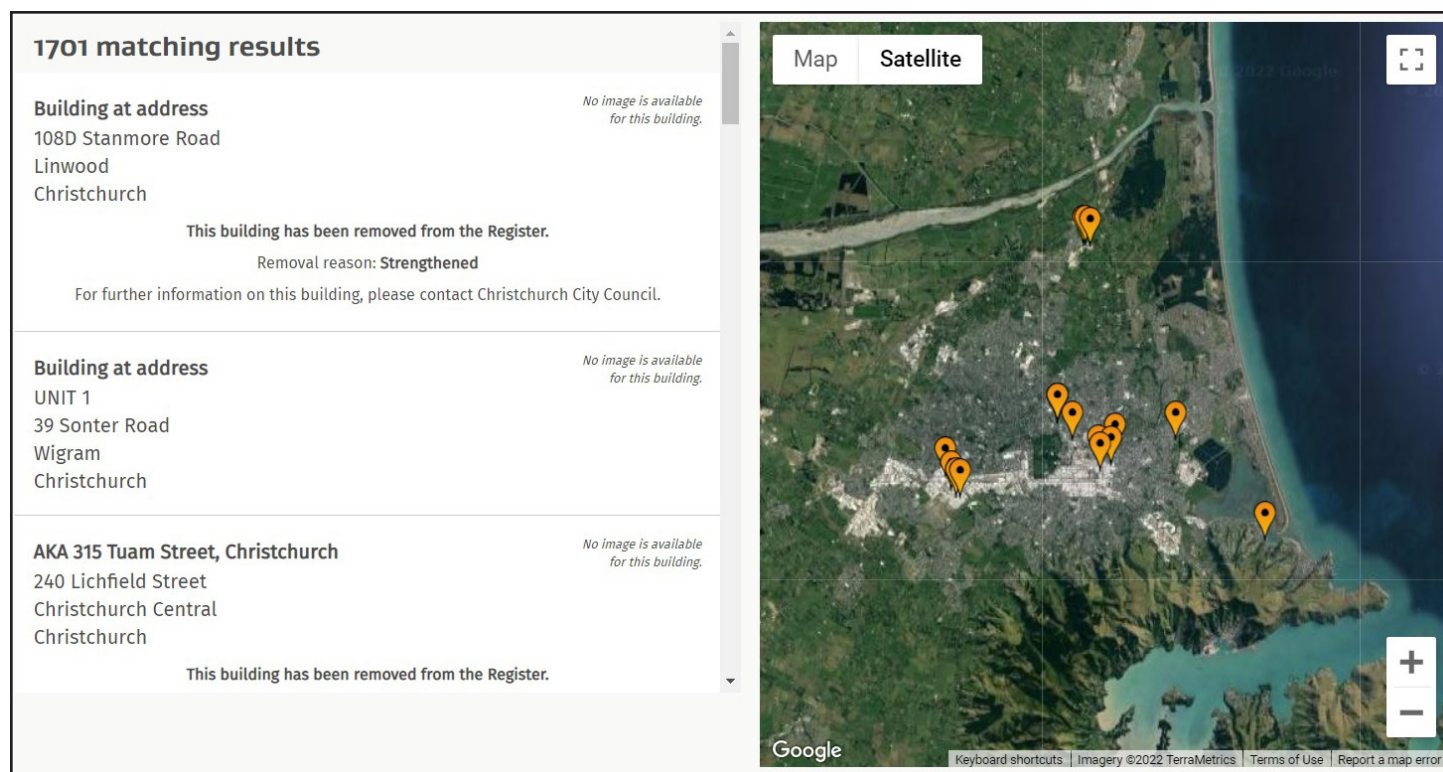 1701 matching results
Building at address
No image is available
for this building.
108D Stanmore Road
Linwood
Christchurch
This building has been removed from the Register.
Removal reason: Strengthened
For further information on this building, please contact Christchurch City Council.
Building at address
No image is available
for this building.
UNIT 1
39 Sonter Road
Wigram
Christchurch
AKA 315 Tuam Street, Christchurch
No image is available
for this building.
240 Lichfield Street
Christchurch Central
Christchurch
This building has been removed from the Register.
Map Satellite
2022 Google
Google
Keyboard shortcuts Imagery ©2022 TerraMetrics Terms of Use Report a map error